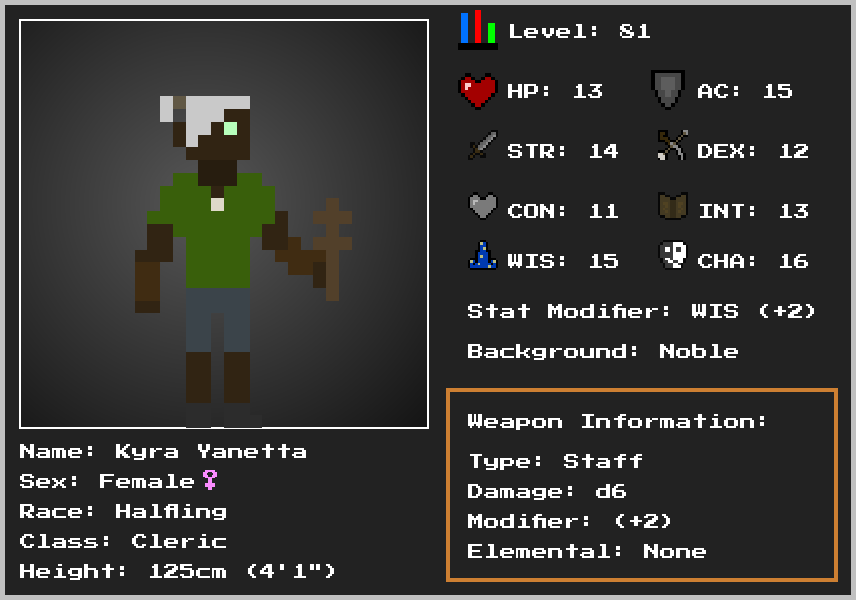 Level: 81
HP: 13
AC: 15
STR: 14
DEX: 12
CON: 11
INT: 13
WIS: 15
CHA: 16
Stat Modifier: WIS (+2)
Background: Noble
Weapon Information:
Type: Staff
Damage: d6
Modifier: (+2)
Elemental: None
Name: Kyra Yanetta
Sex: Female♀
Race: Halfling
Class: Cleric
Height: 125cm (4'1")